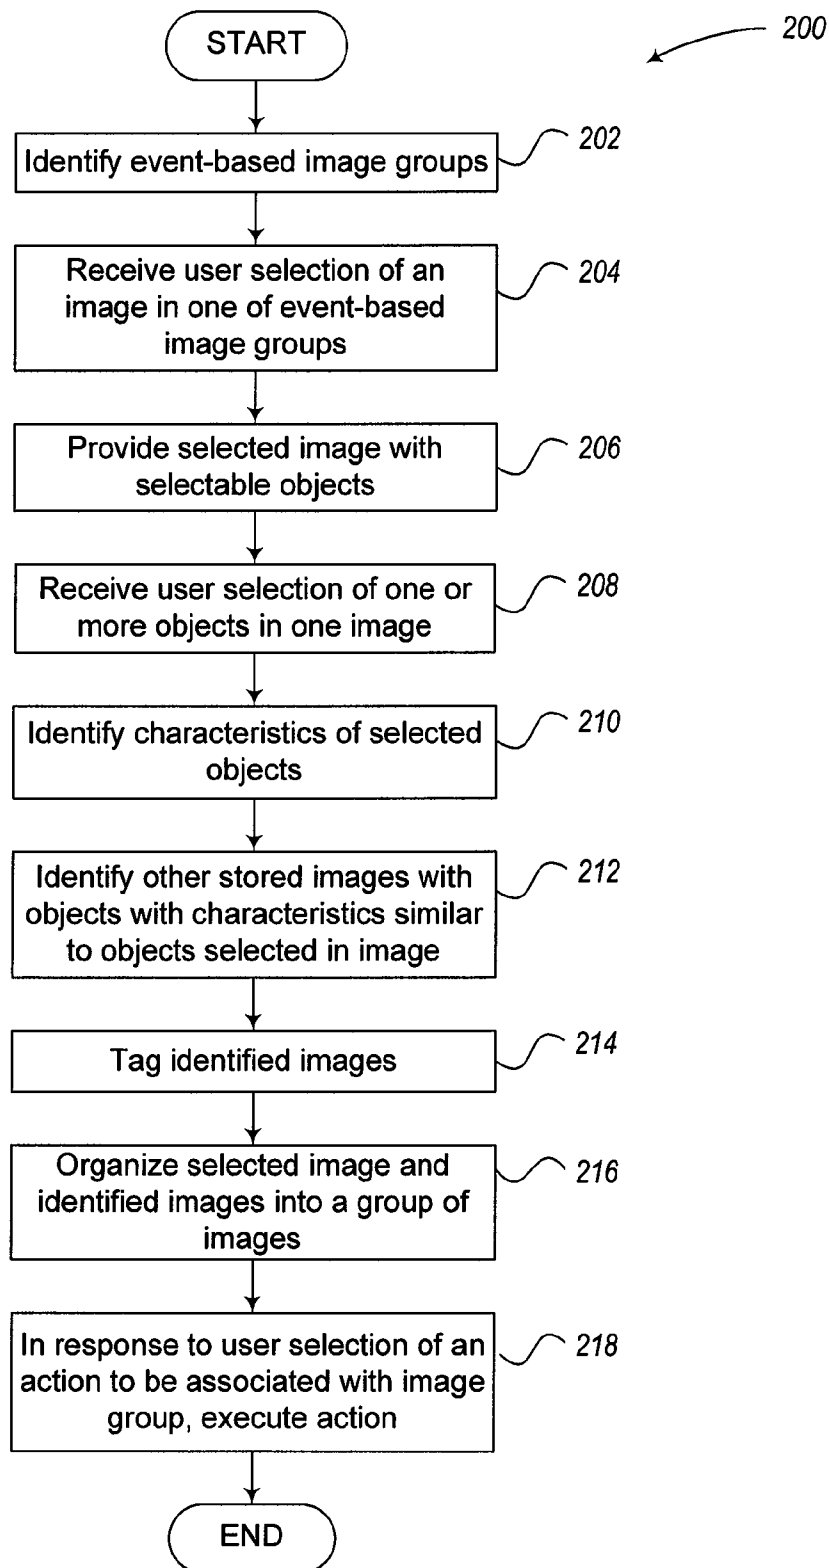 START
200
Identify event-based image groups
202
Receive user selection of an
image in one of event-based
image groups
204
Provide selected image with
selectable objects
206
Receive user selection of one or
more objects in one image
208
Identify characteristics of selected
objects
210
Identify other stored images with
objects with characteristics similar
to objects selected in image
212
Tag identified images
214
Organize selected image and
identified images into a group of
images
216
In response to user selection of an
action to be associated with image
group, execute action
218
END